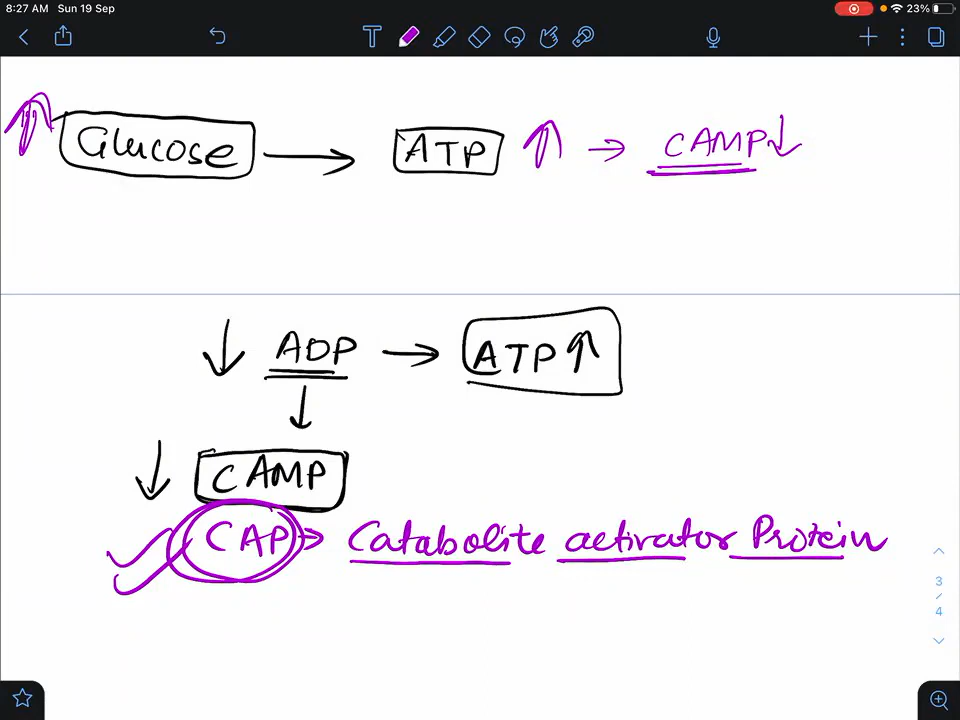 8:27 AM Sun 19 Sep 23%
T
↑ Glucose → ATP ↑ → CAMP↓
↓ ADP → ATP ↑
↓
↓ CAMP
CAP → Catabolite activator Protein
3
/
4